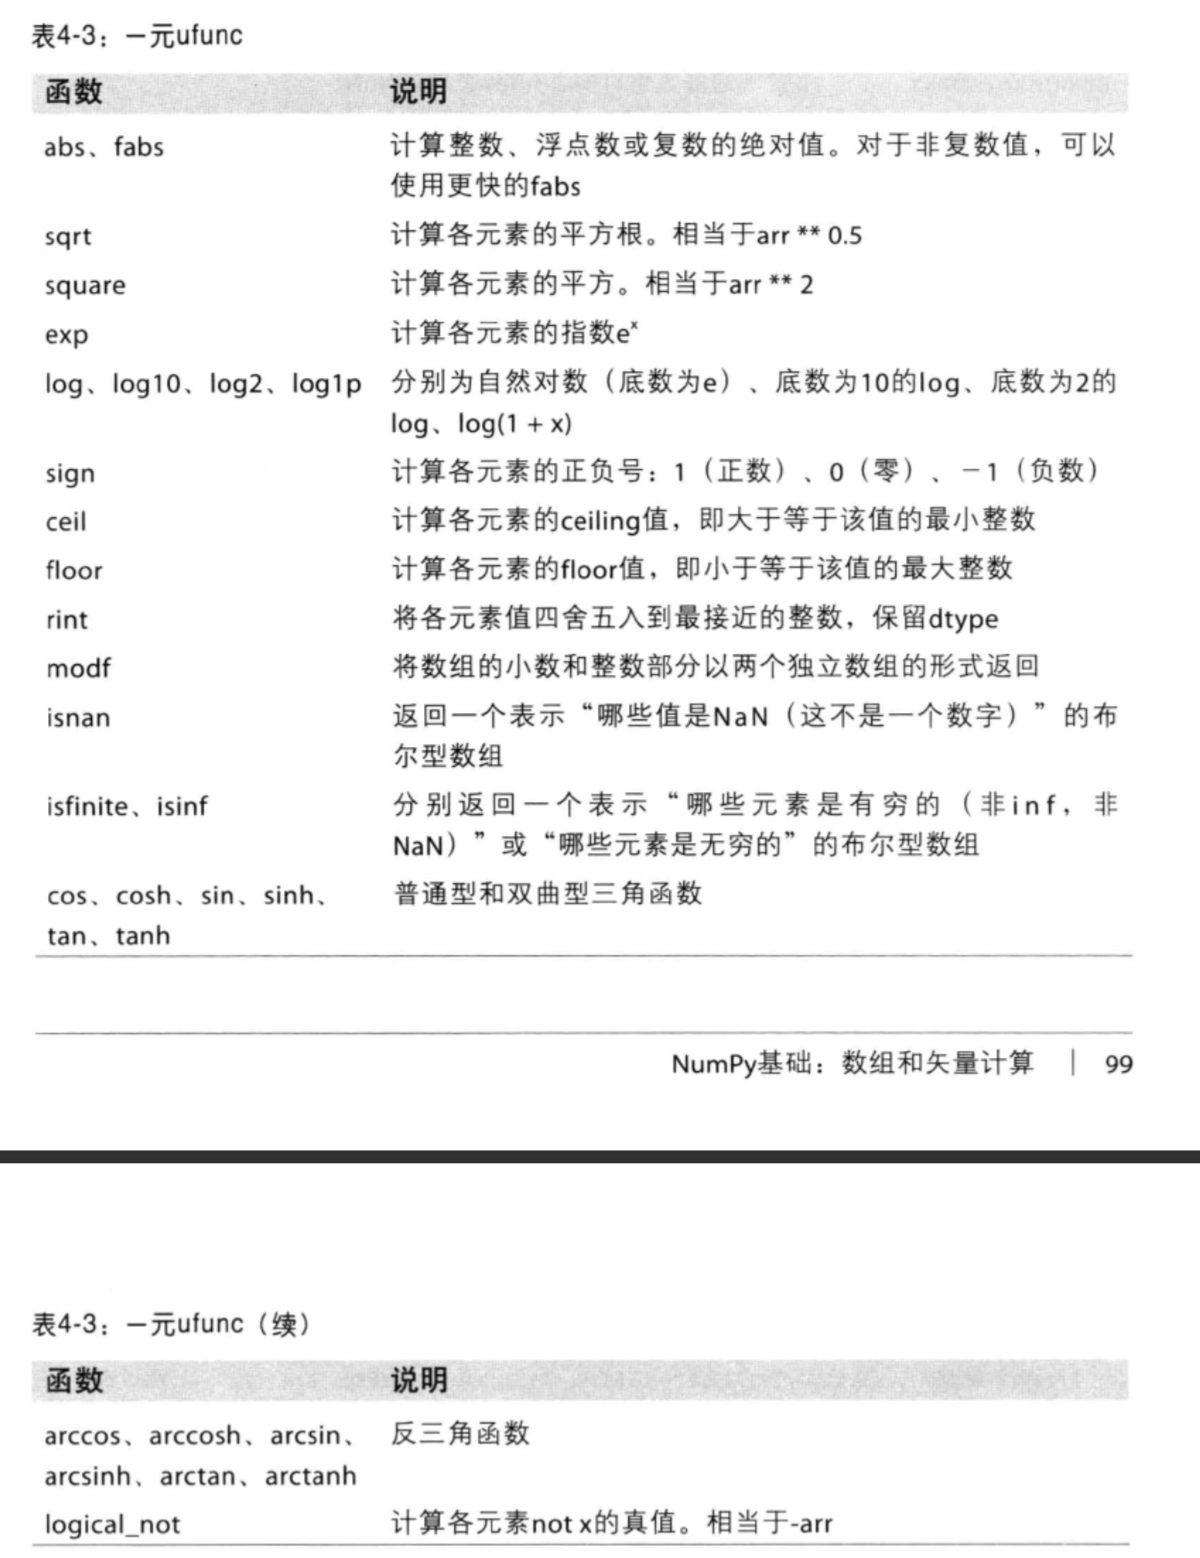 表4-3：一元ufunc
函数 说明
abs、fabs 计算整数、浮点数或复数的绝对值。对于非复数值，可以
使用更快的fabs
sqrt 计算各元素的平方根。相当于arr ** 0.5
square 计算各元素的平方。相当于arr ** 2
exp 计算各元素的指数eˣ
log、log10、log2、log1p 分别为自然对数（底数为e）、底数为10的log、底数为2的
log、log(1 + x)
sign 计算各元素的正负号：1（正数）、0（零）、－1（负数）
ceil 计算各元素的ceiling值，即大于等于该值的最小整数
floor 计算各元素的floor值，即小于等于该值的最大整数
rint 将各元素值四舍五入到最接近的整数，保留dtype
modf 将数组的小数和整数部分以两个独立数组的形式返回
isnan 返回一个表示“哪些值是NaN（这不是一个数字）”的布
尔型数组
isfinite、isinf 分别返回一个表示“哪些元素是有穷的（非inf，非
NaN）”或“哪些元素是无穷的”的布尔型数组
cos、cosh、sin、sinh、 普通型和双曲型三角函数
tan、tanh
NumPy基础：数组和矢量计算 | 99
表4-3：一元ufunc（续）
函数 说明
arccos、arccosh、arcsin、 反三角函数
arcsinh、arctan、arctanh
logical_not 计算各元素not x的真值。相当于-arr